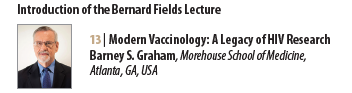 Introduction of the Bernard Fields Lecture
13 | Modern Vaccinology: A Legacy of HIV Research
Barney S. Graham, Morehouse School of Medicine,
Atlanta, GA, USA